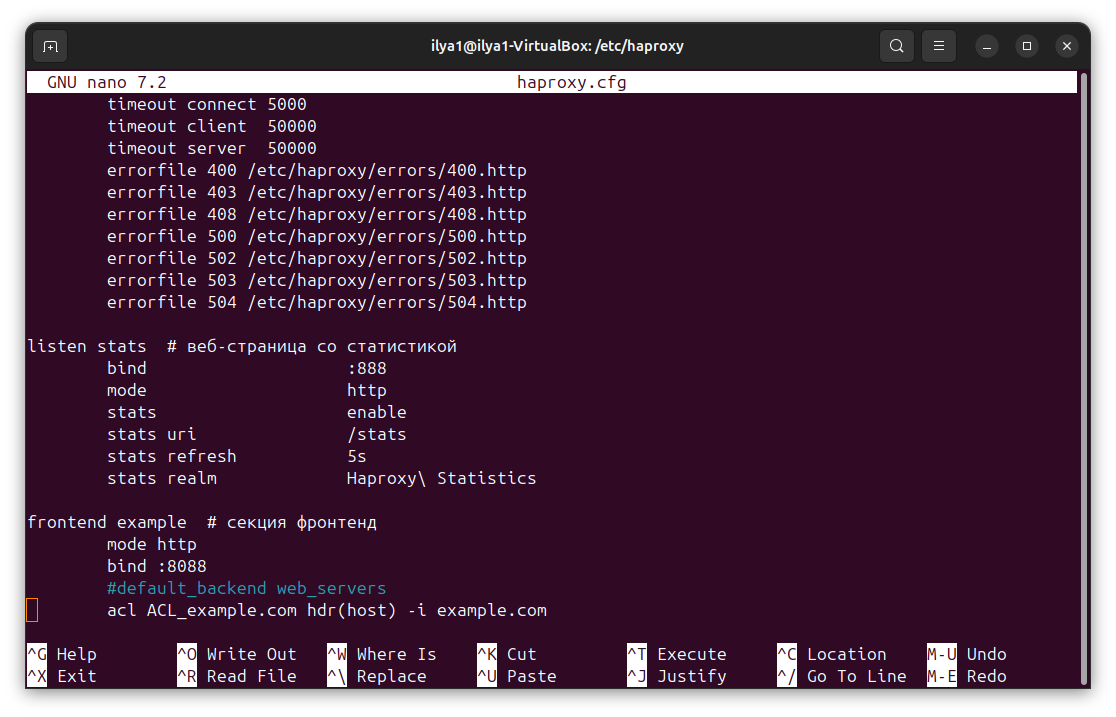 ilya1@ilya1-VirtualBox: /etc/haproxy
GNU nano 7.2 haproxy.cfg
timeout connect 5000
timeout client  50000
timeout server  50000
errorfile 400 /etc/haproxy/errors/400.http
errorfile 403 /etc/haproxy/errors/403.http
errorfile 408 /etc/haproxy/errors/408.http
errorfile 500 /etc/haproxy/errors/500.http
errorfile 502 /etc/haproxy/errors/502.http
errorfile 503 /etc/haproxy/errors/503.http
errorfile 504 /etc/haproxy/errors/504.http
listen stats  # веб-страница со статистикой
bind                    :888
mode                    http
stats                   enable
stats uri               /stats
stats refresh           5s
stats realm             Haproxy\ Statistics
frontend example  # секция фронтенд
mode http
bind :8088
#default_backend web_servers
acl ACL_example.com hdr(host) -i example.com
^G Help ^O Write Out ^W Where Is ^K Cut ^T Execute ^C Location M-U Undo
^X Exit ^R Read File ^\ Replace ^U Paste ^J Justify ^/ Go To Line M-E Redo